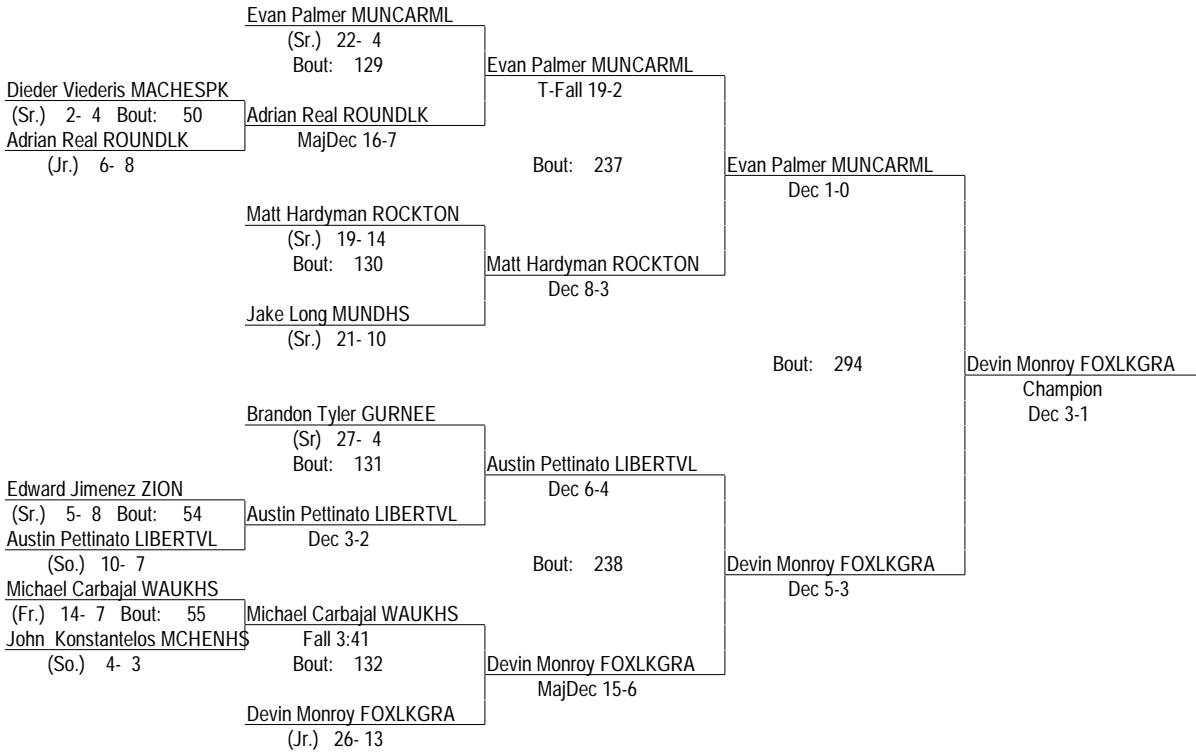 Evan Palmer MUNCARML
(Sr.) 22- 4
Bout: 129
Evan Palmer MUNCARML
T-Fall 19-2
Dieder Viederis MACHESPK
(Sr.) 2- 4 Bout: 50
Adrian Real ROUNDLK
Adrian Real ROUNDLK
MajDec 16-7
(Jr.) 6- 8
Bout: 237
Evan Palmer MUNCARML
Dec 1-0
Matt Hardyman ROCKTON
(Sr.) 19- 14
Bout: 130
Matt Hardyman ROCKTON
Dec 8-3
Jake Long MUNDHS
(Sr.) 21- 10
Bout: 294
Devin Monroy FOXLKGRA
Champion
Dec 3-1
Brandon Tyler GURNEE
(Sr) 27- 4
Bout: 131
Austin Pettinato LIBERTVL
Dec 6-4
Edward Jimenez ZION
(Sr.) 5- 8 Bout: 54
Austin Pettinato LIBERTVL
Austin Pettinato LIBERTVL
Dec 3-2
(So.) 10- 7
Bout: 238
Devin Monroy FOXLKGRA
Dec 5-3
Michael Carbajal WAUKHS
(Fr.) 14- 7 Bout: 55
Michael Carbajal WAUKHS
John Konstantelos MCHENHS
Fall 3:41
(So.) 4- 3
Bout: 132
Devin Monroy FOXLKGRA
MajDec 15-6
Devin Monroy FOXLKGRA
(Jr.) 26- 13